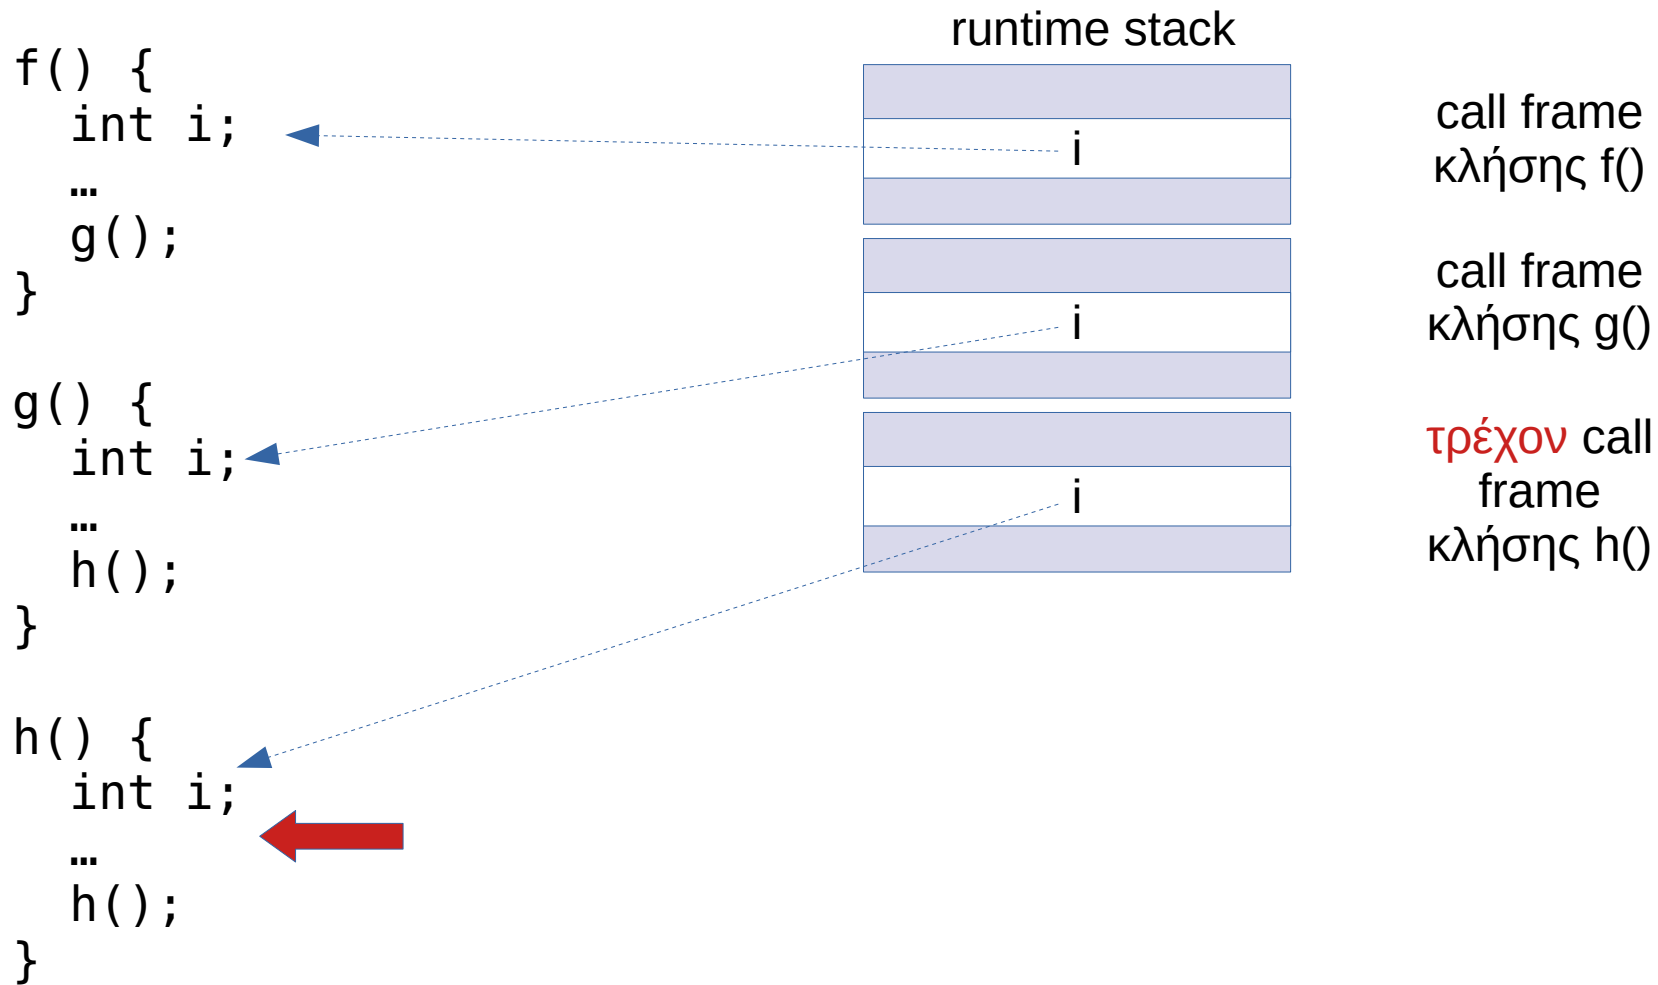 f() {
int i;
…
g();
}
g() {
int i;
…
h();
}
h() {
int i;
…
h();
}
runtime stack
i
i
i
call frame
κλήσης f()
call frame
κλήσης g()
τρέχον call
frame
κλήσης h()